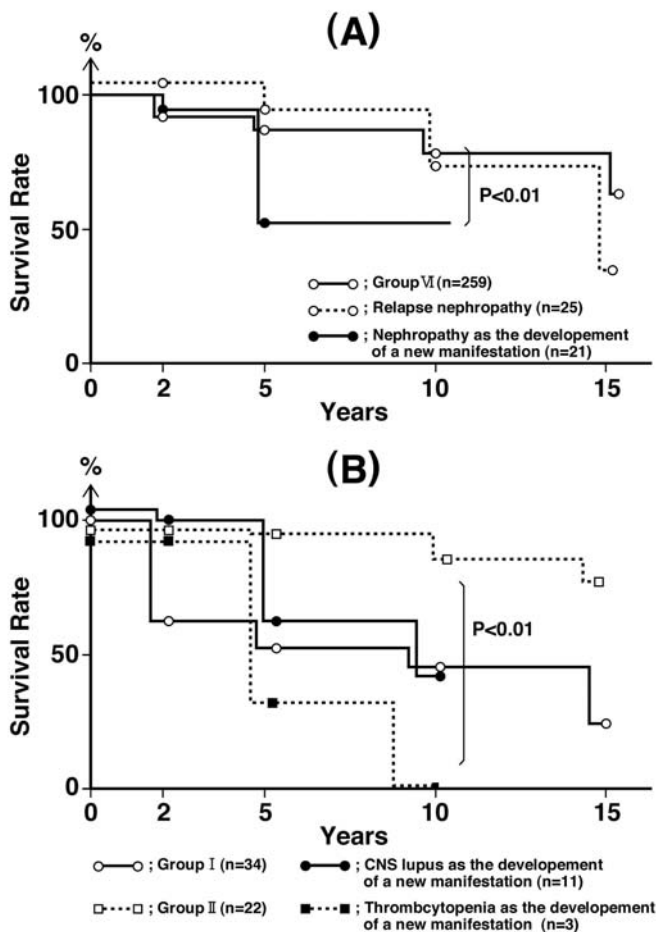 (A)
%
100
50
0
Survival Rate
0 2 5 10 15
Years
P<0.01
; Group Ⅵ (n=259)
; Relapse nephropathy (n=25)
; Nephropathy as the developement
of a new manifestation (n=21)
(B)
%
100
50
0
Survival Rate
0 2 5 10 15
Years
P<0.01
; Group Ⅰ (n=34)
; CNS lupus as the developement
of a new manifestation (n=11)
; Group Ⅱ (n=22)
; Thrombcytopenia as the developement
of a new manifestation (n=3)